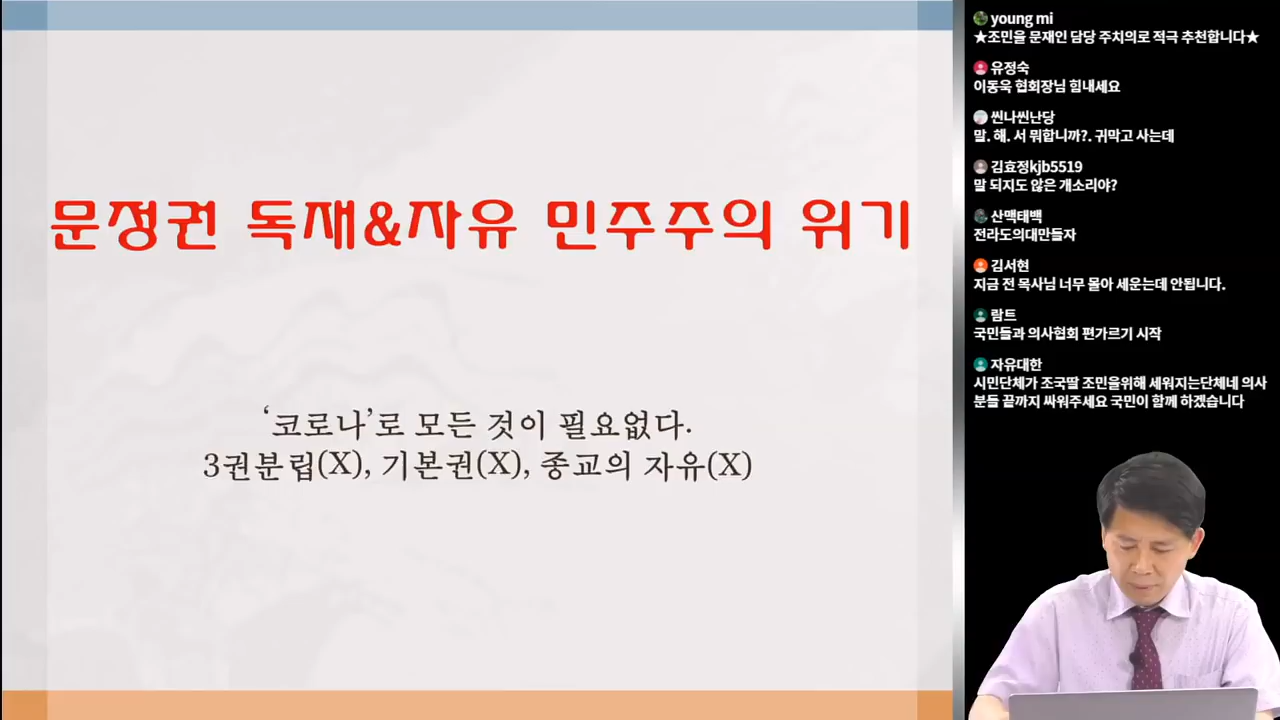 문정권 독재&자유 민주주의 위기
‘코로나’로 모든 것이 필요없다.
3권분립(X), 기본권(X), 종교의 자유(X)
young mi
★조민을 문재인 담당 주치의로 적극 추천합니다★
유정숙
이동욱 협회장님 힘내세요
씬나씬난당
말. 해. 서 뭐합니까?. 귀막고 사는데
김효정kjb5519
말 되지도 않은 개소리야?
산맥태백
전라도의대만들자
김서현
지금 전 목사님 너무 몰아 세운는데 안됩니다.
람트
국민들과 의사협회 편가르기 시작
자유대한
시민단체가 조국딸 조민을위해 세워지는단체네 의사
분들 끝까지 싸워주세요 국민이 함께 하겠습니다